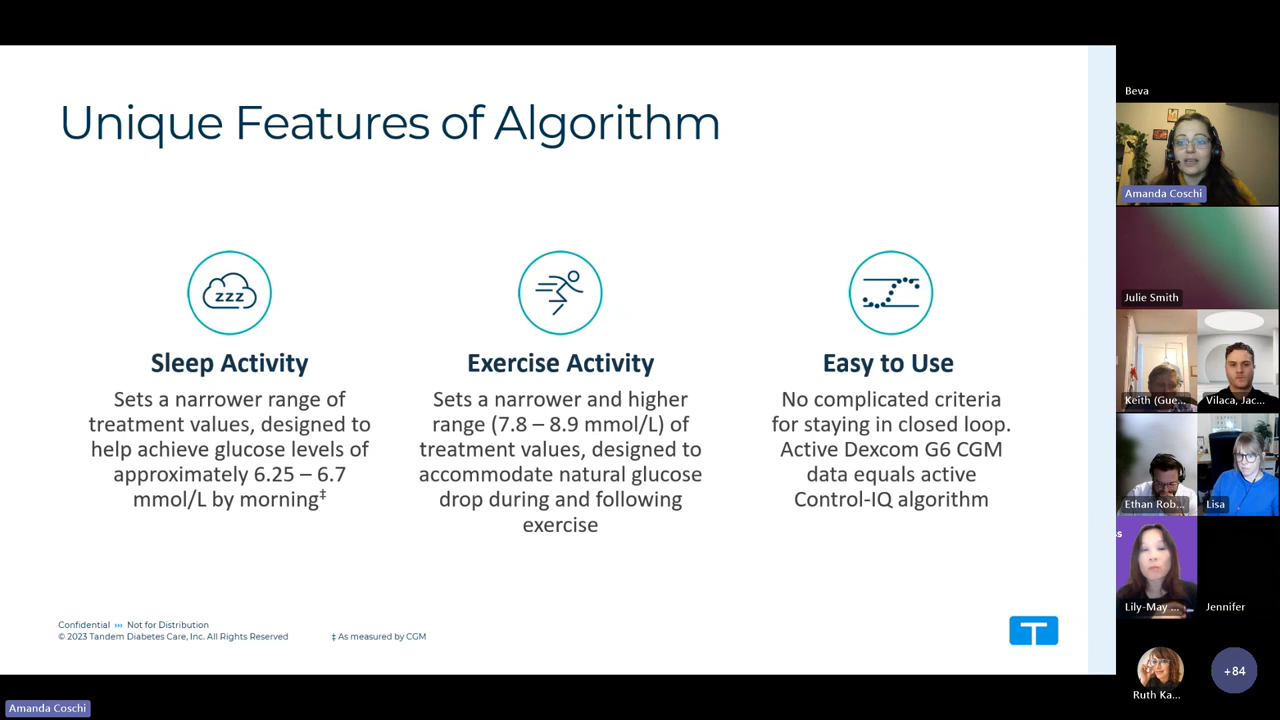 Unique Features of Algorithm
zzz
Sleep Activity
Sets a narrower range of
treatment values, designed to
help achieve glucose levels of
approximately 6.25 – 6.7
mmol/L by morning‡
Exercise Activity
Sets a narrower and higher
range (7.8 – 8.9 mmol/L) of
treatment values, designed to
accommodate natural glucose
drop during and following
exercise
Easy to Use
No complicated criteria
for staying in closed loop.
Active Dexcom G6 CGM
data equals active
Control-IQ algorithm
Confidential ››› Not for Distribution
© 2023 Tandem Diabetes Care, Inc. All Rights Reserved
‡ As measured by CGM
T
Amanda Coschi
Beva
Amanda Coschi
Julie Smith
Keith (Gue...
Vilaca, Jac...
Ethan Rob...
Lisa
s
Lily-May ...
Jennifer
Ruth Ka...
+84